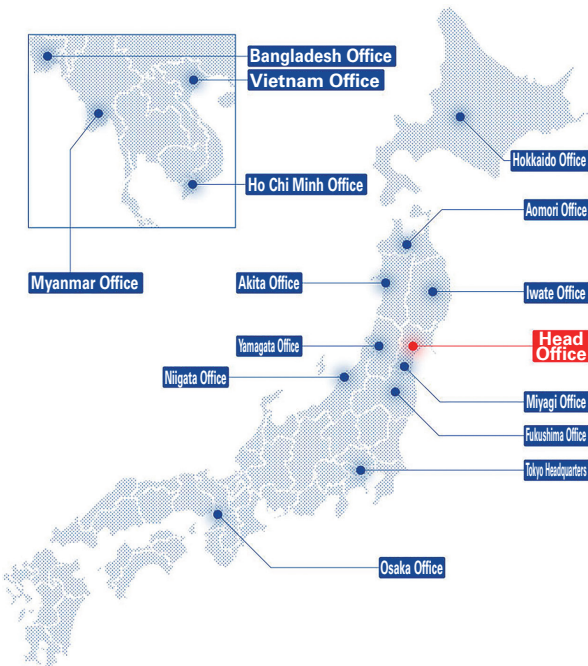 Bangladesh Office
Vietnam Office
Ho Chi Minh Office
Myanmar Office
Hokkaido Office
Aomori Office
Akita Office
Iwate Office
Yamagata Office
Head
Office
Niigata Office
Miyagi Office
Fukushima Office
Tokyo Headquarters
Osaka Office